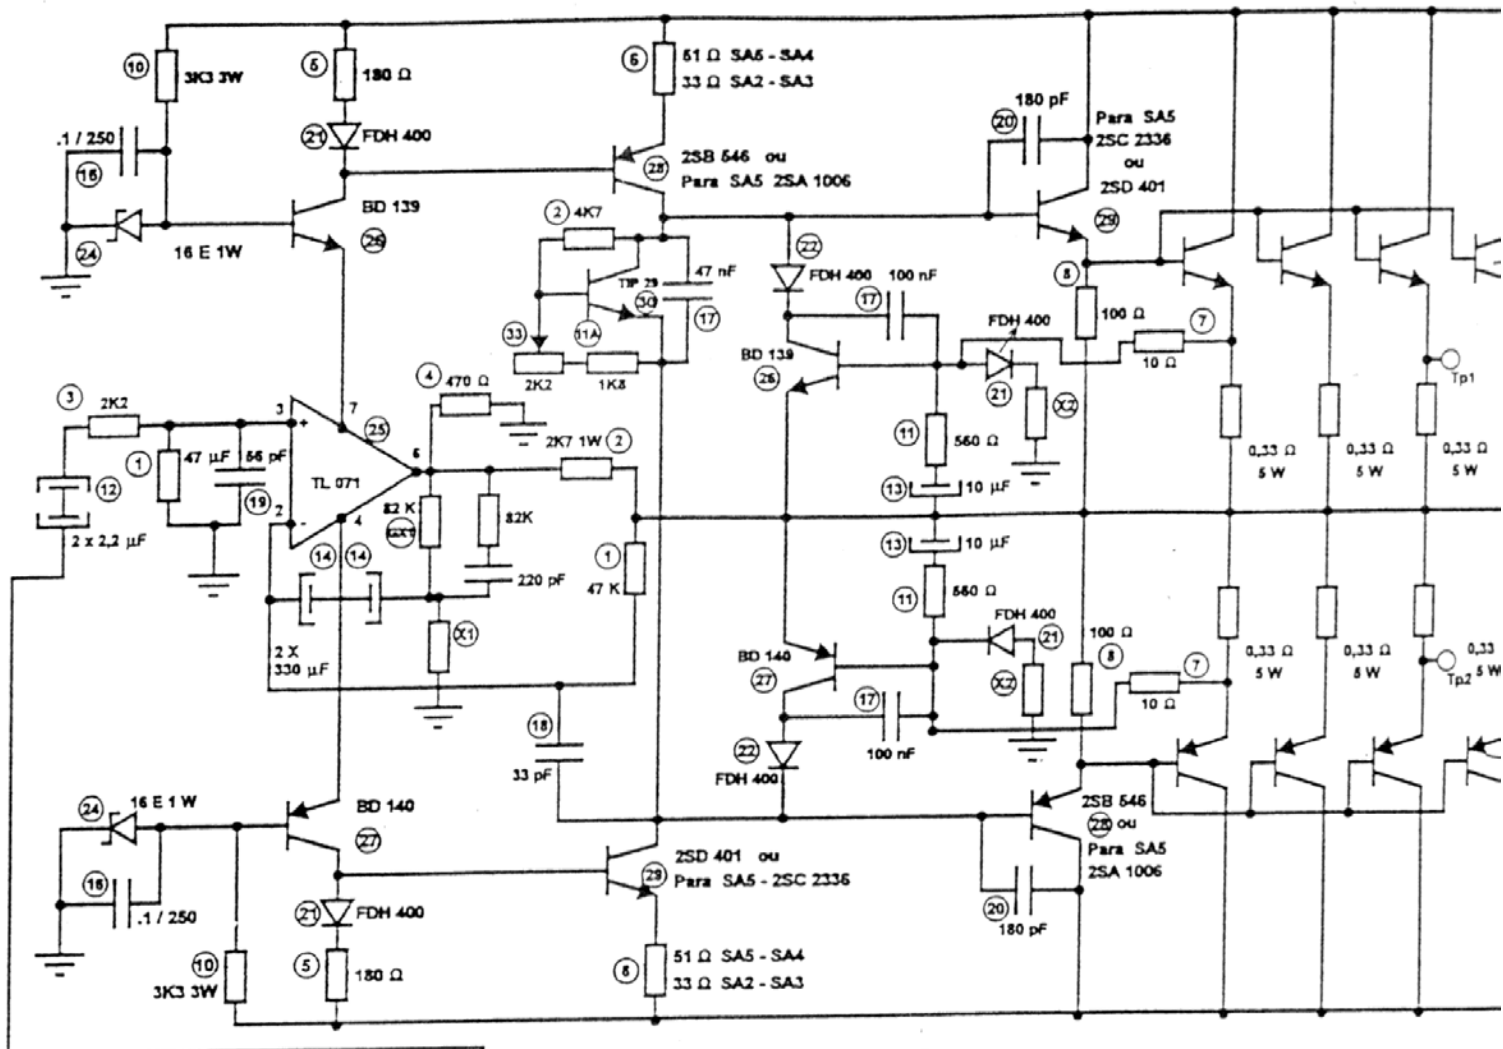 10
3K3 3W
5
180 Ω
6
51 Ω SA5 - SA4
33 Ω SA2 - SA3
.1 / 250
16
21
FDH 400
28
2SB 546 ou
Para SA5 2SA 1006
20
180 pF
Para SA5
2SC 2336
ou
2SD 401
29
24
16 E 1W
BD 139
26
2
4K7
TIP 29
30
11A
47 nF
17
33
2K2
1K8
22
FDH 400
100 nF
17
BD 139
26
FDH 400
21
X2
8
100 Ω
7
10 Ω
Tp1
0,33 Ω
5 W
0,33 Ω
5 W
0,33 Ω
5 W
3
2K2
1
47 µF
56 pF
19
12
2 x 2,2 µF
3
+
7
25
TL 071
6
2
-
4
4
470 Ω
2K7 1W
2
82 K
82K
220 pF
14
14
2 X
330 µF
X1
1
47 K
11
560 Ω
13
10 µF
13
10 µF
11
560 Ω
FDH 400
21
X2
BD 140
27
17
100 nF
22
FDH 400
100 Ω
8
7
10 Ω
0,33 Ω
5 W
0,33 Ω
5 W
0,33
5 W
Tp2
18
33 pF
24
16 E 1 W
BD 140
27
16
.1 / 250
10
3K3 3W
21
FDH 400
5
180 Ω
2SD 401 ou
Para SA5 - 2SC 2336
29
6
51 Ω SA5 - SA4
33 Ω SA2 - SA3
2SB 546
28 ou
Para SA5
2SA 1006
20
180 pF